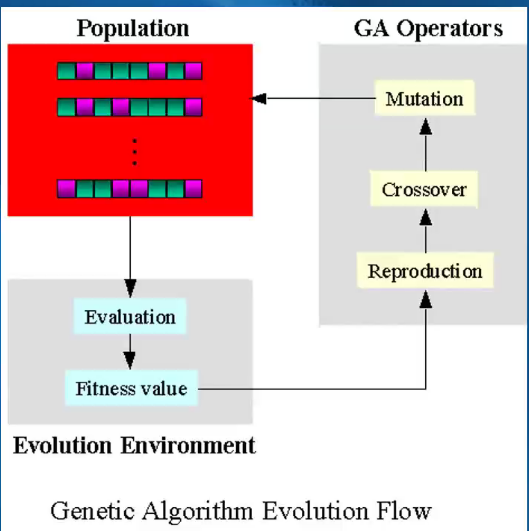 Population
GA Operators
Mutation
Crossover
Reproduction
Evaluation
Fitness value
Evolution Environment
Genetic Algorithm Evolution Flow